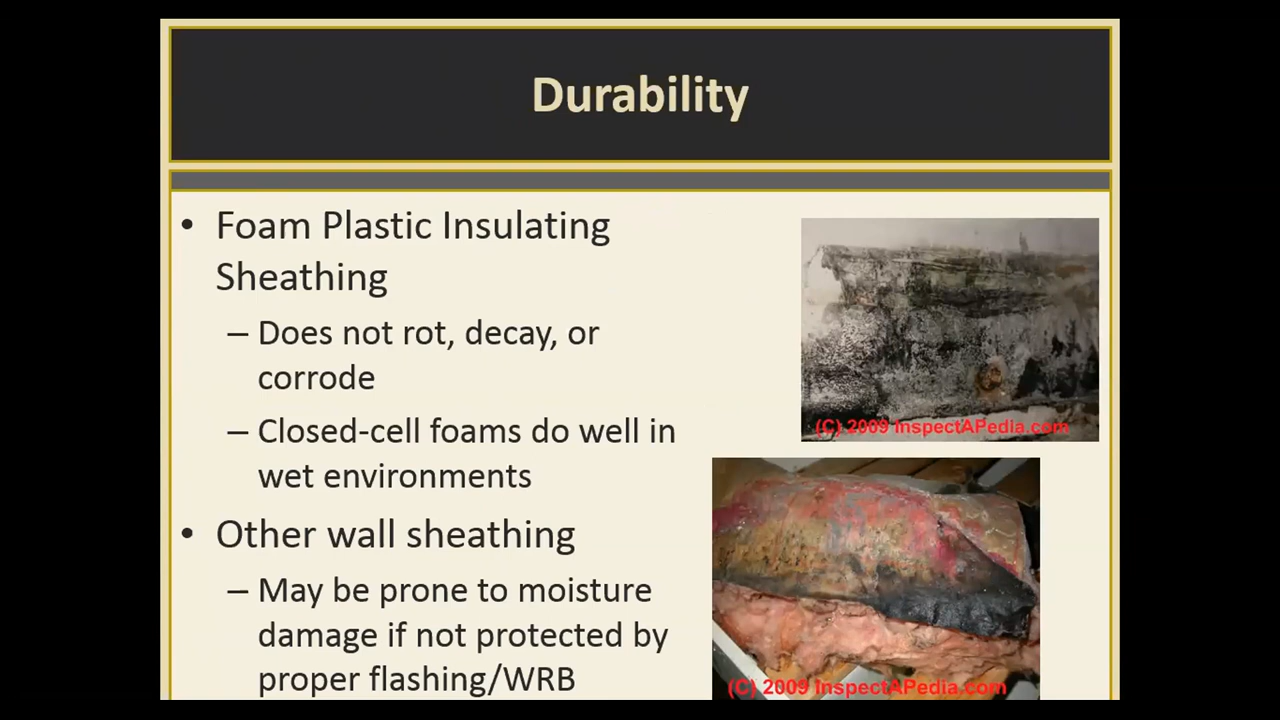 Durability
• Foam Plastic Insulating
Sheathing
– Does not rot, decay, or
corrode
– Closed-cell foams do well in
wet environments
• Other wall sheathing
– May be prone to moisture
damage if not protected by
proper flashing/WRB
(C) 2009 InspectAPedia.com
(C) 2009 InspectAPedia.com